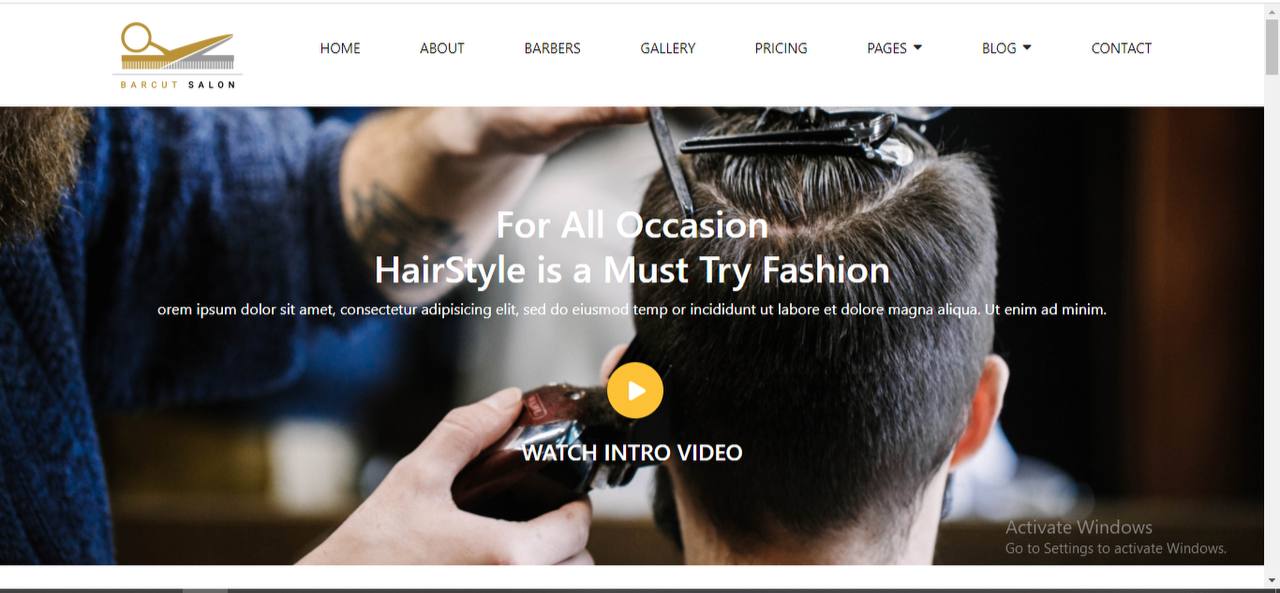 BARCUT SALON
HOME ABOUT BARBERS GALLERY PRICING PAGES BLOG CONTACT
For All Occasion
HairStyle is a Must Try Fashion
orem ipsum dolor sit amet, consectetur adipisicing elit, sed do eiusmod temp or incididunt ut labore et dolore magna aliqua. Ut enim ad minim.
WATCH INTRO VIDEO
Activate Windows
Go to Settings to activate Windows.